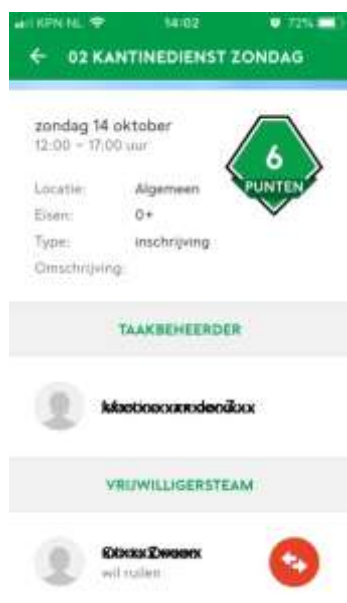 KPN NL
14:02
72%
02 KANTINEDIENST ZONDAG
zondag 14 oktober
12:00 – 17:00 uur
6
PUNTEN
Locatie: Algemeen
Eisen: 0+
Type: inschrijving
Omschrijving:
TAAKBEHEERDER
VRIJWILLIGERSTEAM
wil ruilen